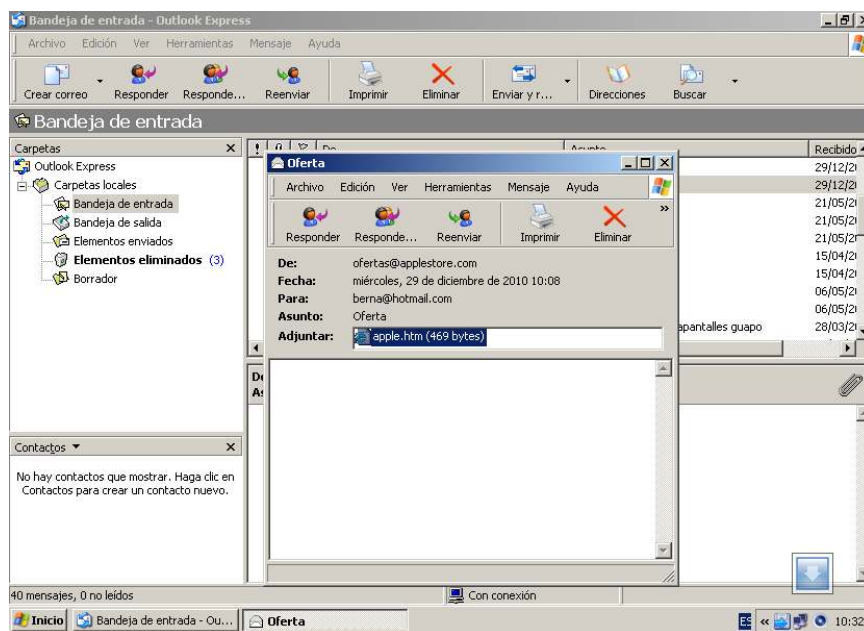 Bandeja de entrada - Outlook Express
Archivo Edición Ver Herramientas Mensaje Ayuda
Crear correo Responder Responde... Reenviar Imprimir Eliminar Enviar y r... Direcciones Buscar
Bandeja de entrada
Carpetas
Outlook Express
Carpetas locales
Bandeja de entrada
Bandeja de salida
Elementos enviados
Elementos eliminados (3)
Borrador
Contactos
No hay contactos que mostrar. Haga clic en
Contactos para crear un contacto nuevo.
! De Asunto Recibido
29/12/2
29/12/2
21/05/2
21/05/2
21/05/2
15/04/2
15/04/2
06/05/2
06/05/2
apantalles guapo 28/03/2
Oferta
Archivo Edición Ver Herramientas Mensaje Ayuda »
Responder Responde... Reenviar Imprimir Eliminar
De: ofertas@applestore.com
Fecha: miércoles, 29 de diciembre de 2010 10:08
Para: berna@hotmail.com
Asunto: Oferta
Adjuntar: apple.htm (469 bytes)
40 mensajes, 0 no leídos Con conexión
Inicio Bandeja de entrada - Ou... Oferta ES « 10:32